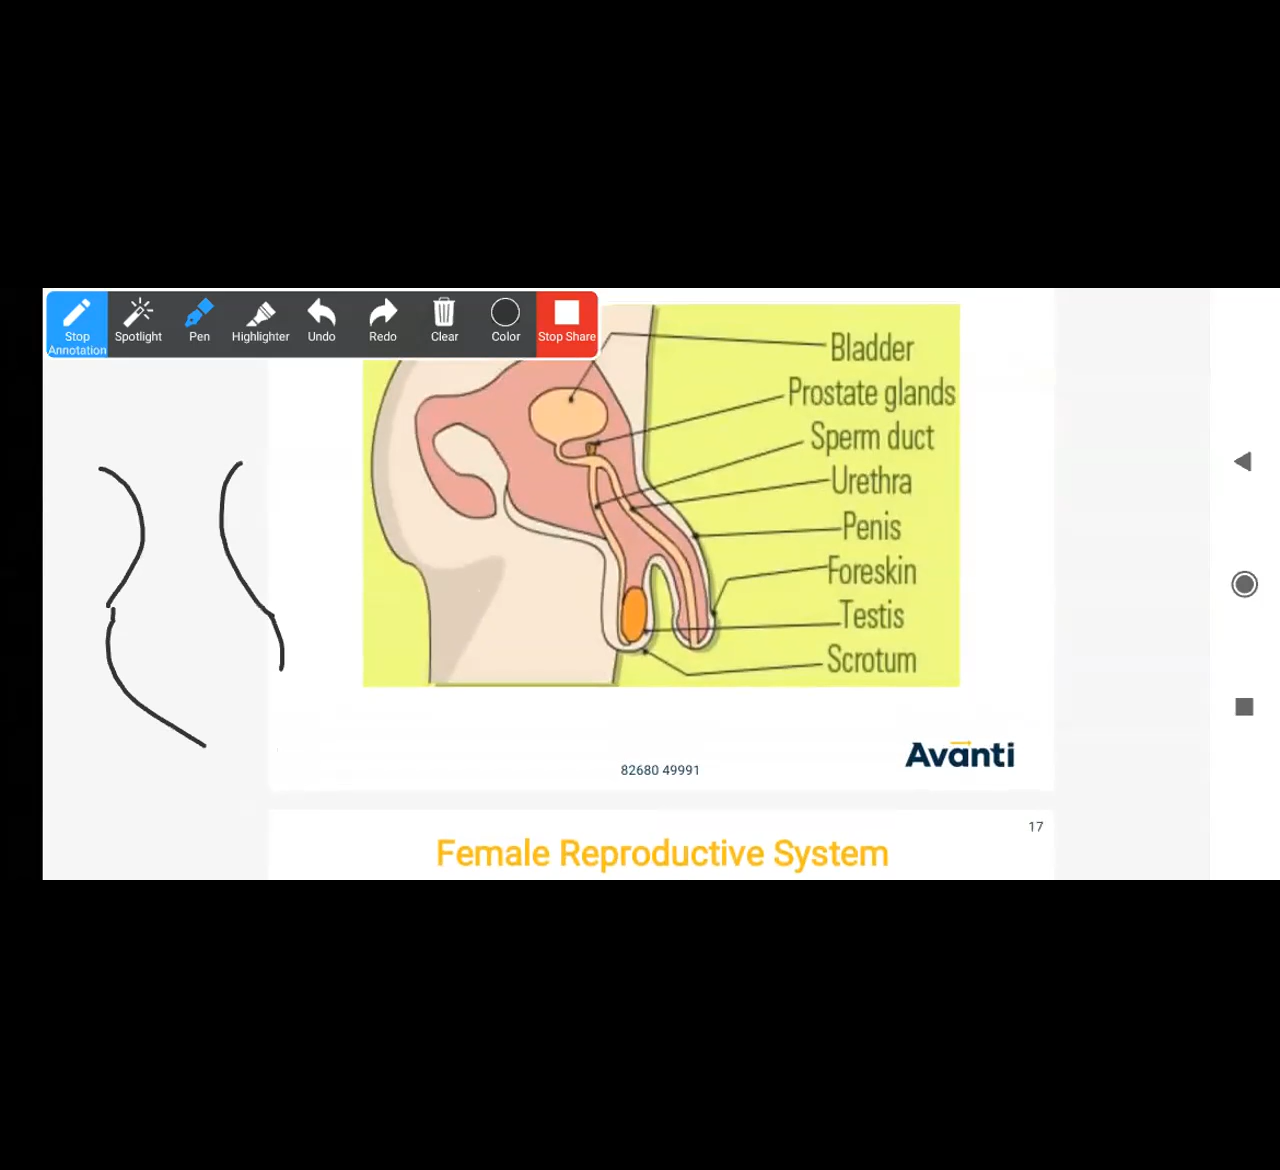 Stop Annotation
Spotlight
Pen
Highlighter
Undo
Redo
Clear
Color
Stop Share
Bladder
Prostate glands
Sperm duct
Urethra
Penis
Foreskin
Testis
Scrotum
Avanti
82680 49991
17
Female Reproductive System